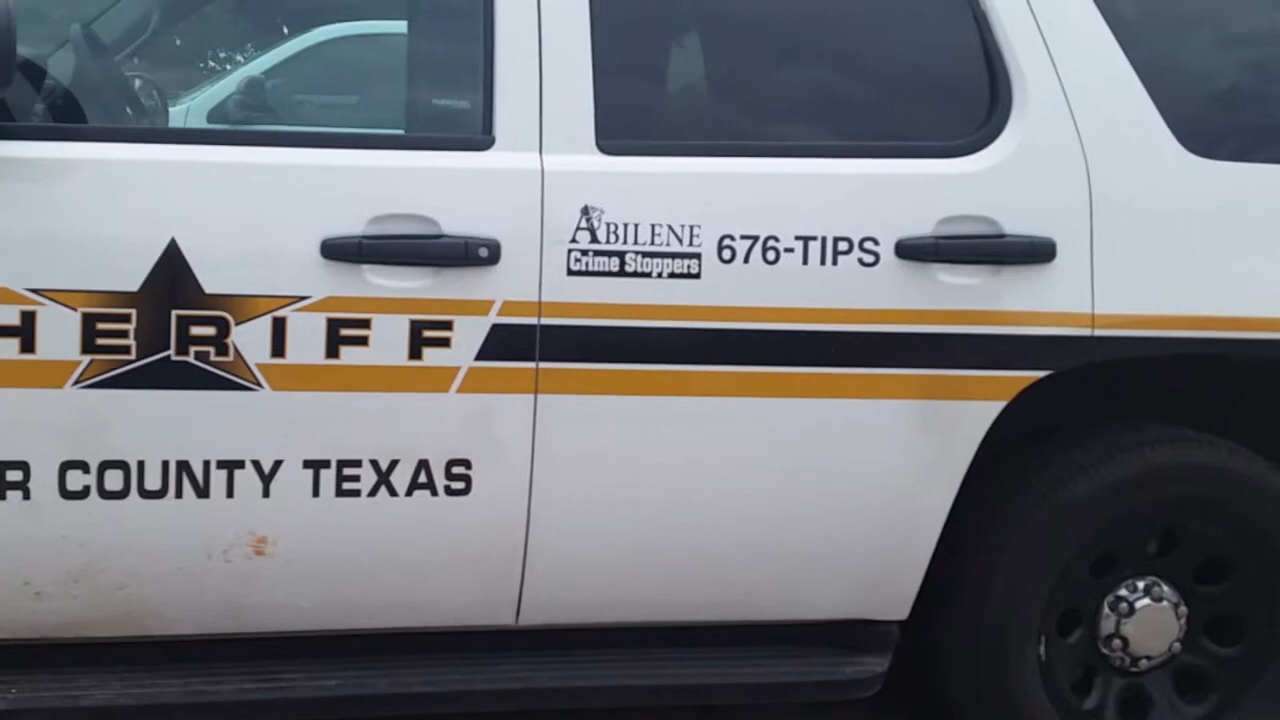 ABILENE
Crime Stoppers
676-TIPS
HERIFF
R COUNTY TEXAS